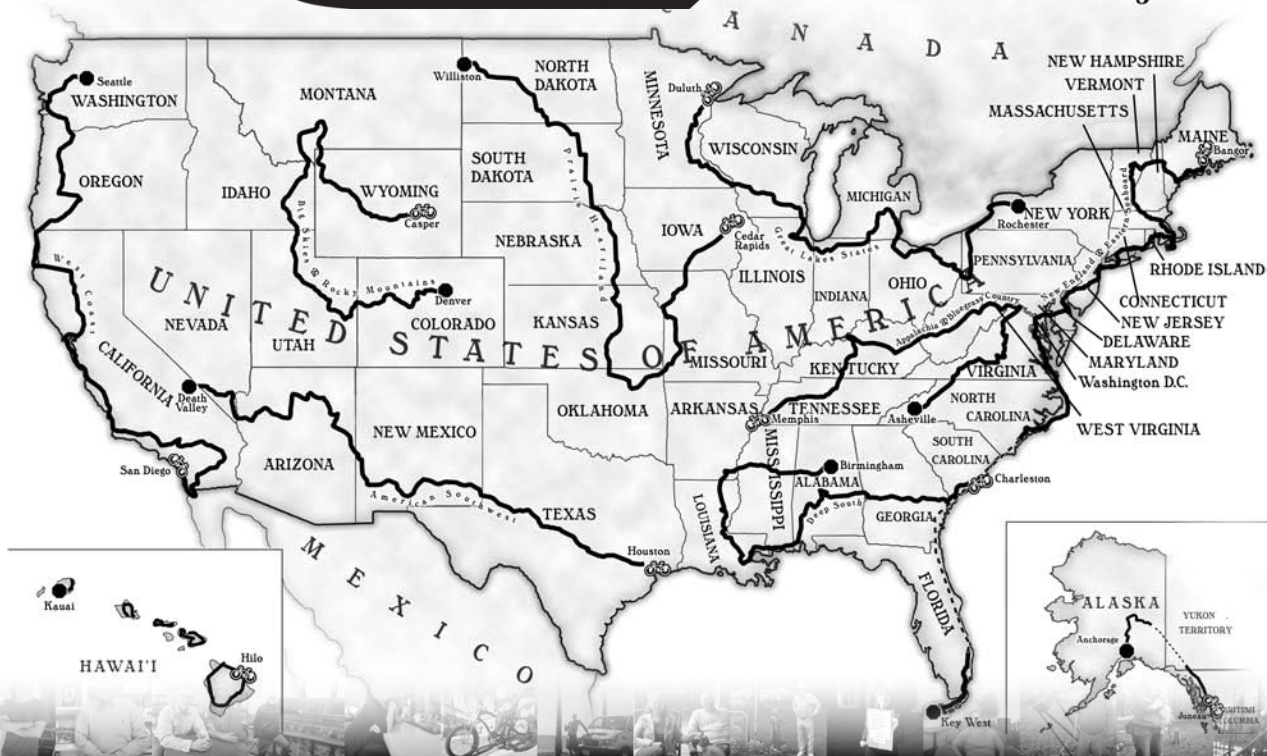 C A N A D A
Seattle
WASHINGTON
OREGON
IDAHO
MONTANA
Williston
NORTH
DAKOTA
SOUTH
DAKOTA
MINNESOTA
Duluth
WISCONSIN
MICHIGAN
NEW HAMPSHIRE
VERMONT
MASSACHUSETTS
MAINE
Bangor
WYOMING
Casper
Big Skies & Rocky Mountains
Prairie Heartland
NEBRASKA
IOWA
Cedar
Rapids
Great Lakes States
NEW YORK
Rochester
PENNSYLVANIA
New England & Eastern Seaboard
RHODE ISLAND
CONNECTICUT
NEW JERSEY
DELAWARE
MARYLAND
Washington D.C.
WEST VIRGINIA
West Coast
NEVADA
UTAH
Denver
COLORADO
KANSAS
MISSOURI
ILLINOIS
INDIANA
OHIO
Appalachia & Bluegrass Country
KENTUCKY
VIRGINIA
UNITED STATES OF AMERICA
CALIFORNIA
Death
Valley
San Diego
ARIZONA
NEW MEXICO
OKLAHOMA
ARKANSAS
TENNESSEE
Memphis
Asheville
NORTH
CAROLINA
SOUTH
CAROLINA
Charleston
American Southwest
TEXAS
Houston
LOUISIANA
MISSISSIPPI
Birmingham
ALABAMA
Deep South
GEORGIA
FLORIDA
Key West
MEXICO
Kauai
HAWAI'I
Hilo
ALASKA
Anchorage
YUKON
TERRITORY
Juneau
BRITISH
COLUMBIA